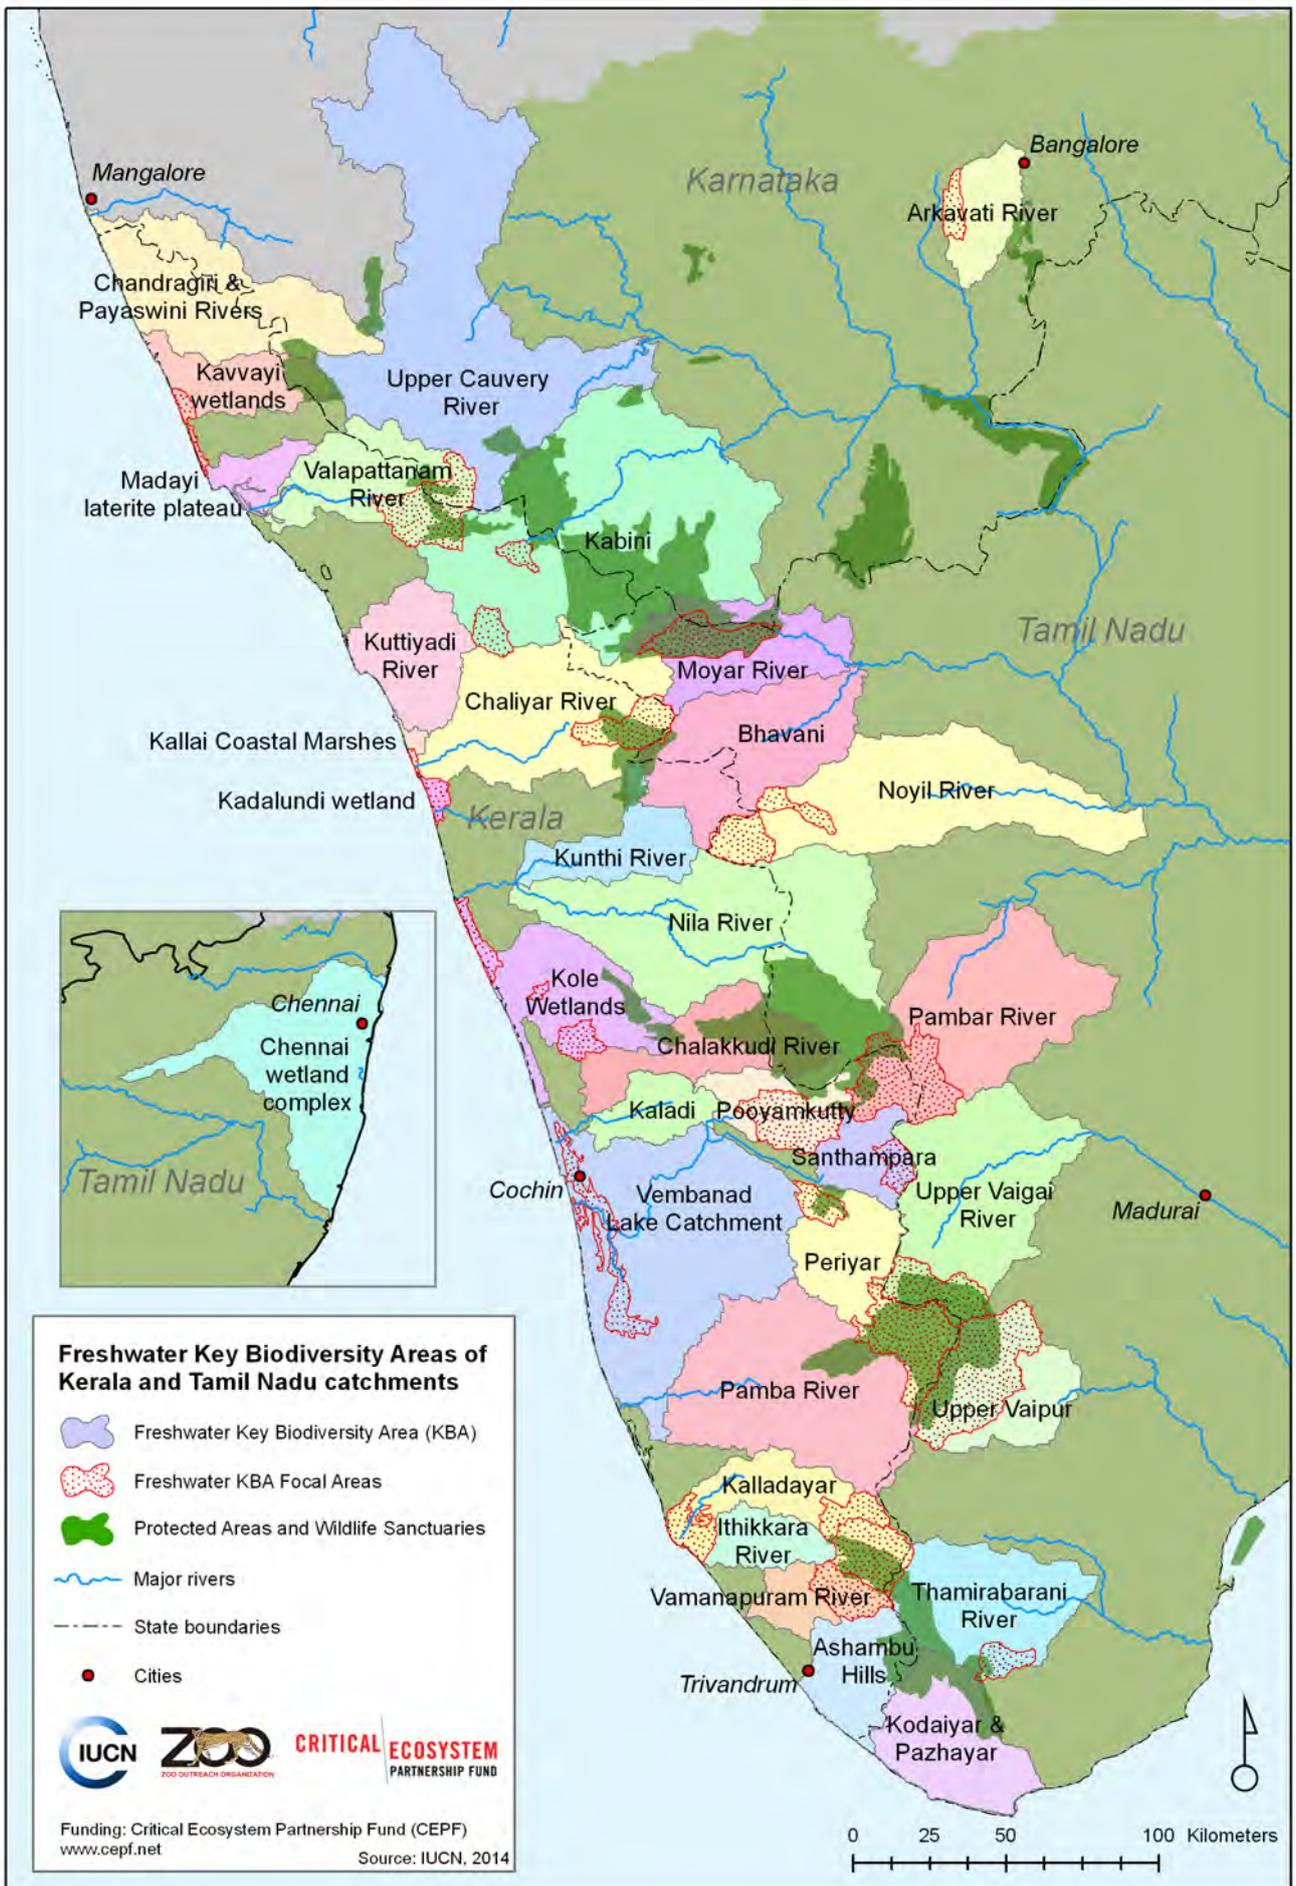 Mangalore
Bangalore
Karnataka
Arkavati River
Chandragiri &
Payaswini Rivers
Kavvayi
wetlands
Upper Cauvery
River
Madayi
laterite plateau
Valapattanam
River
Kabini
Kuttiyadi
River
Tamil Nadu
Moyar River
Chaliyar River
Bhavani
Kallai Coastal Marshes
Kadalundi wetland
Kerala
Noyil River
Kunthi River
Nila River
Kole
Wetlands
Pambar River
Chalakkudi River
Kaladi
Pooyamkutty
Santhampara
Cochin
Vembanad
Lake Catchment
Upper Vaigai
River
Madurai
Periyar
Pamba River
Upper Vaipur
Kalladayar
Ithikkara
River
Vamanapuram River
Thamirabarani
River
Ashambu
Hills
Trivandrum
Kodaiyar &
Pazhayar
Chennai
Chennai
wetland
complex
Tamil Nadu
Freshwater Key Biodiversity Areas of
Kerala and Tamil Nadu catchments
Freshwater Key Biodiversity Area (KBA)
Freshwater KBA Focal Areas
Protected Areas and Wildlife Sanctuaries
Major rivers
State boundaries
Cities
IUCN
ZOO
ZOO OUTREACH ORGANIZATION
CRITICAL ECOSYSTEM
PARTNERSHIP FUND
Funding: Critical Ecosystem Partnership Fund (CEPF)
www.cepf.net
Source: IUCN, 2014
0 25 50 100 Kilometers